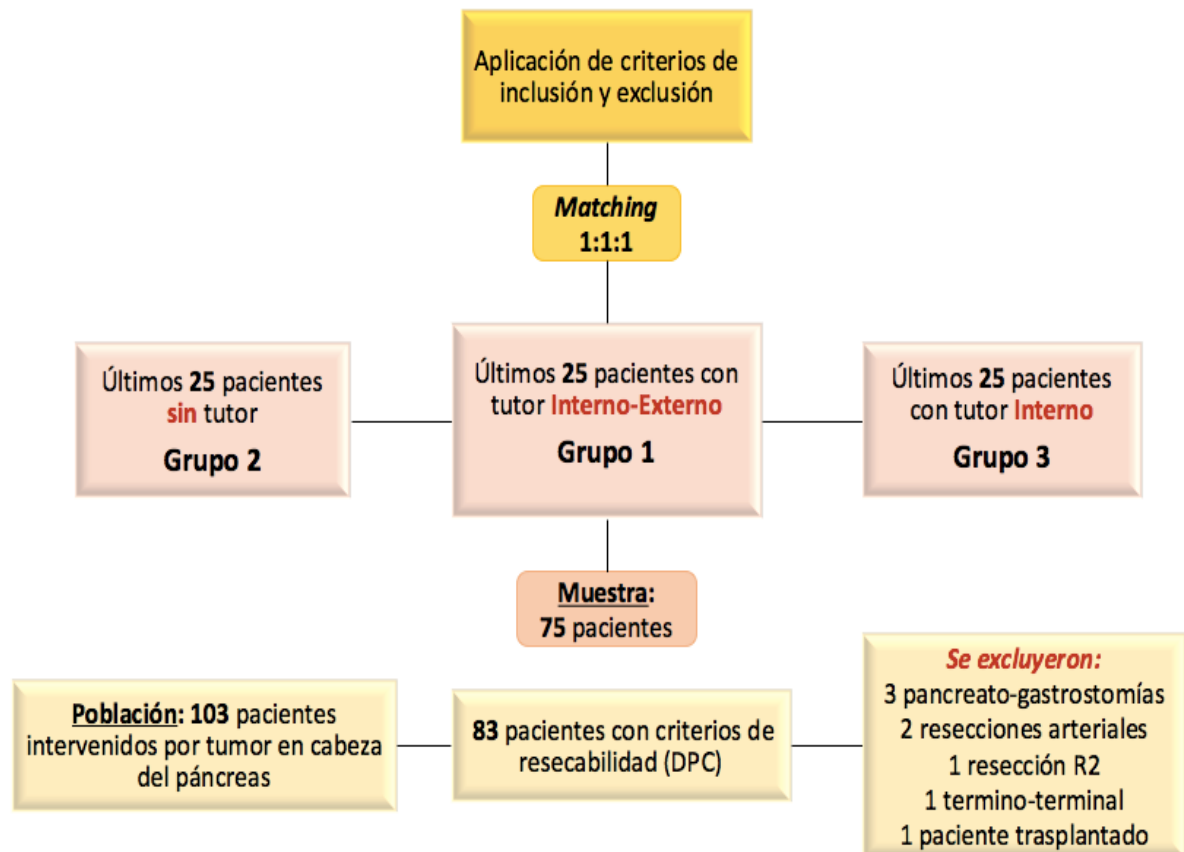 Aplicación de criterios de
inclusión y exclusión
Matching
1:1:1
Últimos 25 pacientes
sin tutor
Grupo 2
Últimos 25 pacientes con
tutor Interno-Externo
Grupo 1
Últimos 25 pacientes
con tutor Interno
Grupo 3
Muestra:
75 pacientes
Población: 103 pacientes
intervenidos por tumor en cabeza
del páncreas
83 pacientes con criterios de
resecabilidad (DPC)
Se excluyeron:
3 pancreato-gastrostomías
2 resecciones arteriales
1 resección R2
1 termino-terminal
1 paciente trasplantado